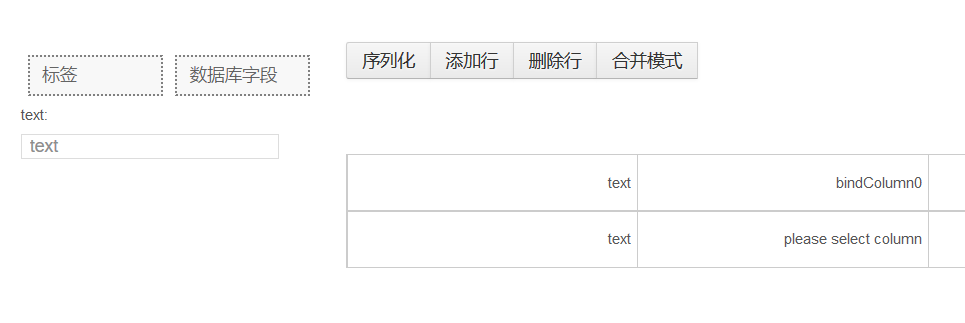 标签 数据库字段
text:
text
序列化 添加行 删除行 合并模式
text bindColumn0
text please select column